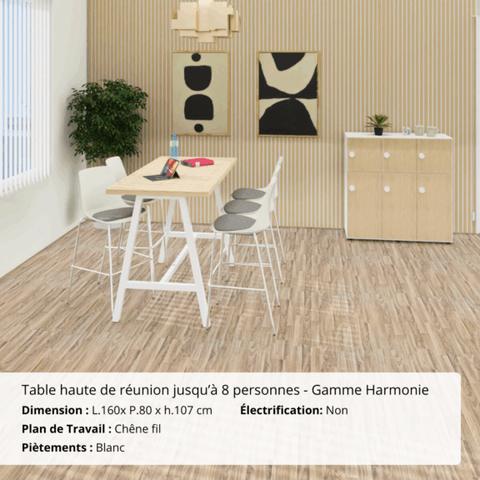 Table haute de réunion jusqu’à 8 personnes - Gamme Harmonie
Dimension : L.160x P.80 x h.107 cm Électrification: Non
Plan de Travail : Chêne fil
Piètements : Blanc